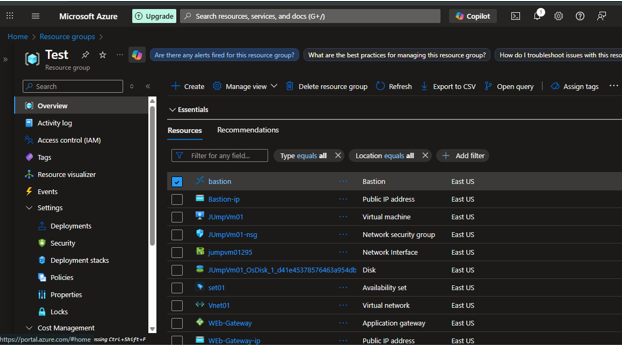 Microsoft Azure
Upgrade
Search resources, services, and docs (G+/)
Copilot
1
Home > Resource groups >
Test
Resource group
Are there any alerts fired for this resource group?
What are the best practices for managing this resource group?
How do I troubleshoot issues with this reso
Search
Create
Manage view
Delete resource group
Refresh
Export to CSV
Open query
Assign tags
Overview
Activity log
Access control (IAM)
Tags
Resource visualizer
Events
Settings
Deployments
Security
Deployment stacks
Policies
Properties
Locks
Cost Management
Essentials
Resources
Recommendations
Filter for any field...
Type equals all
Location equals all
Add filter
bastion ... Bastion East US
Bastion-ip ... Public IP address East US
JUmpVm01 ... Virtual machine East US
JUmpVm01-nsg ... Network security group East US
jumpvm01295 ... Network Interface East US
JUmpVm01_OsDisk_1_d41e45378576463a954db ... Disk East US
set01 ... Availability set East US
Vnet01 ... Virtual network East US
WEb-Gateway ... Application gateway East US
WEb-Gateway-ip ... Public IP address East US
https://portal.azure.com/#home
using Ctrl+Shift+F